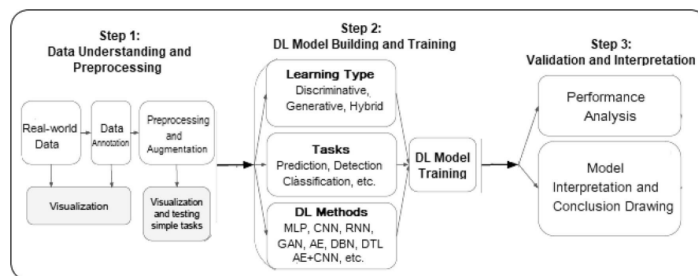 Step 1:
Data Understanding and
Preprocessing
Real-world
Data
Data
Annotation
Preprocessing
and
Augmentation
Visualization
Visualization
and testing
simple tasks
Step 2:
DL Model Building and Training
Learning Type
Discriminative,
Generative, Hybrid
Tasks
Prediction, Detection
Classification, etc.
DL Methods
MLP, CNN, RNN,
GAN, AE, DBN, DTL
AE+CNN, etc.
DL Model
Training
Step 3:
Validation and Interpretation
Performance
Analysis
Model
Interpretation and
Conclusion Drawing